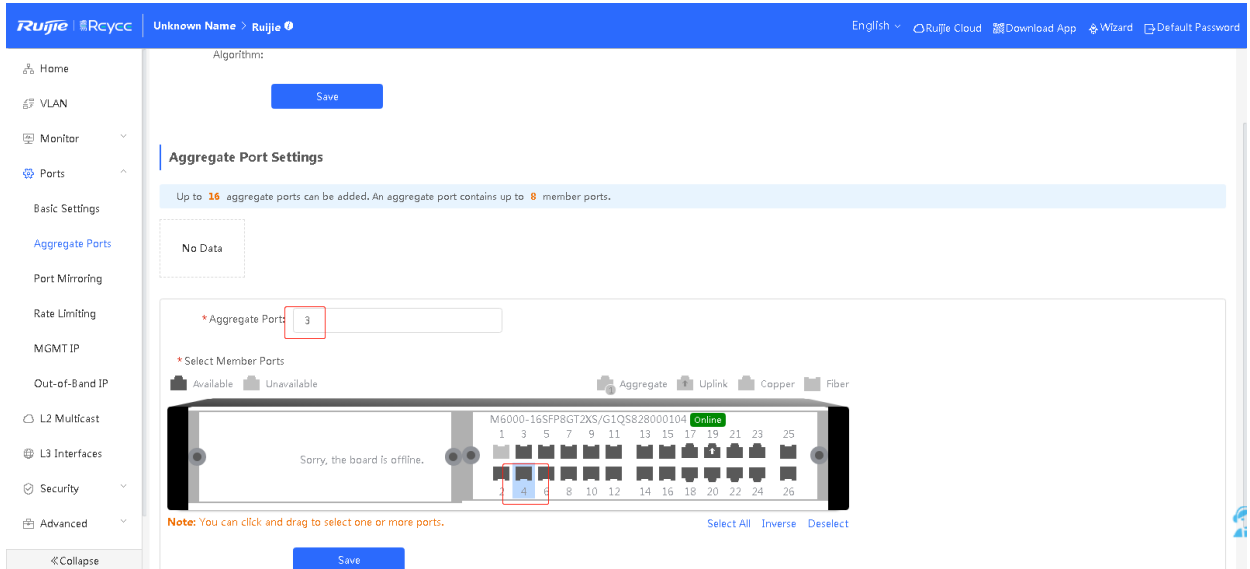 Ruijie | Rcycc Unknown Name > Ruijie English Ruijie Cloud Download App Wizard Default Password
Algorithm:
Home
Save
VLAN
Monitor
Aggregate Port Settings
Ports
Up to 16 aggregate ports can be added. An aggregate port contains up to 8 member ports.
Basic Settings
Aggregate Ports
No Data
Port Mirroring
Rate Limiting
* Aggregate Port: 3
MGMT IP
* Select Member Ports
Out-of-Band IP
Available Unavailable Aggregate Uplink Copper Fiber
L2 Multicast
M6000-16SFP8GT2XS/G1QS828000104 Online
1 3 5 7 9 11 13 15 17 19 21 23 25
L3 Interfaces
Sorry, the board is offline.
Security
2 4 6 8 10 12 14 16 18 20 22 24 26
Advanced
Note: You can click and drag to select one or more ports.
Select All Inverse Deselect
«Collapse
Save